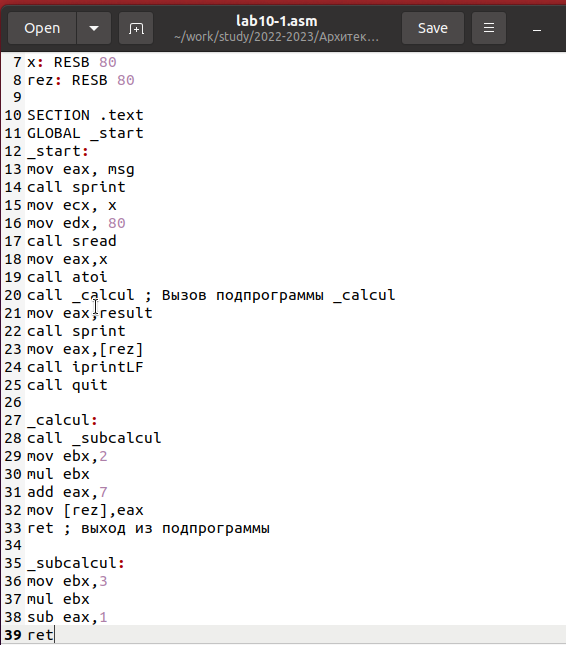 Open
lab10-1.asm
~/work/study/2022-2023/Архитек...
Save
7 x: RESB 80
8 rez: RESB 80
9
10 SECTION .text
11 GLOBAL _start
12 _start:
13 mov eax, msg
14 call sprint
15 mov ecx, x
16 mov edx, 80
17 call sread
18 mov eax,x
19 call atoi
20 call _calcul ; Вызов подпрограммы _calcul
21 mov eax,result
22 call sprint
23 mov eax,[rez]
24 call iprintLF
25 call quit
26
27 _calcul:
28 call _subcalcul
29 mov ebx,2
30 mul ebx
31 add eax,7
32 mov [rez],eax
33 ret ; выход из подпрограммы
34
35 _subcalcul:
36 mov ebx,3
37 mul ebx
38 sub eax,1
39 ret